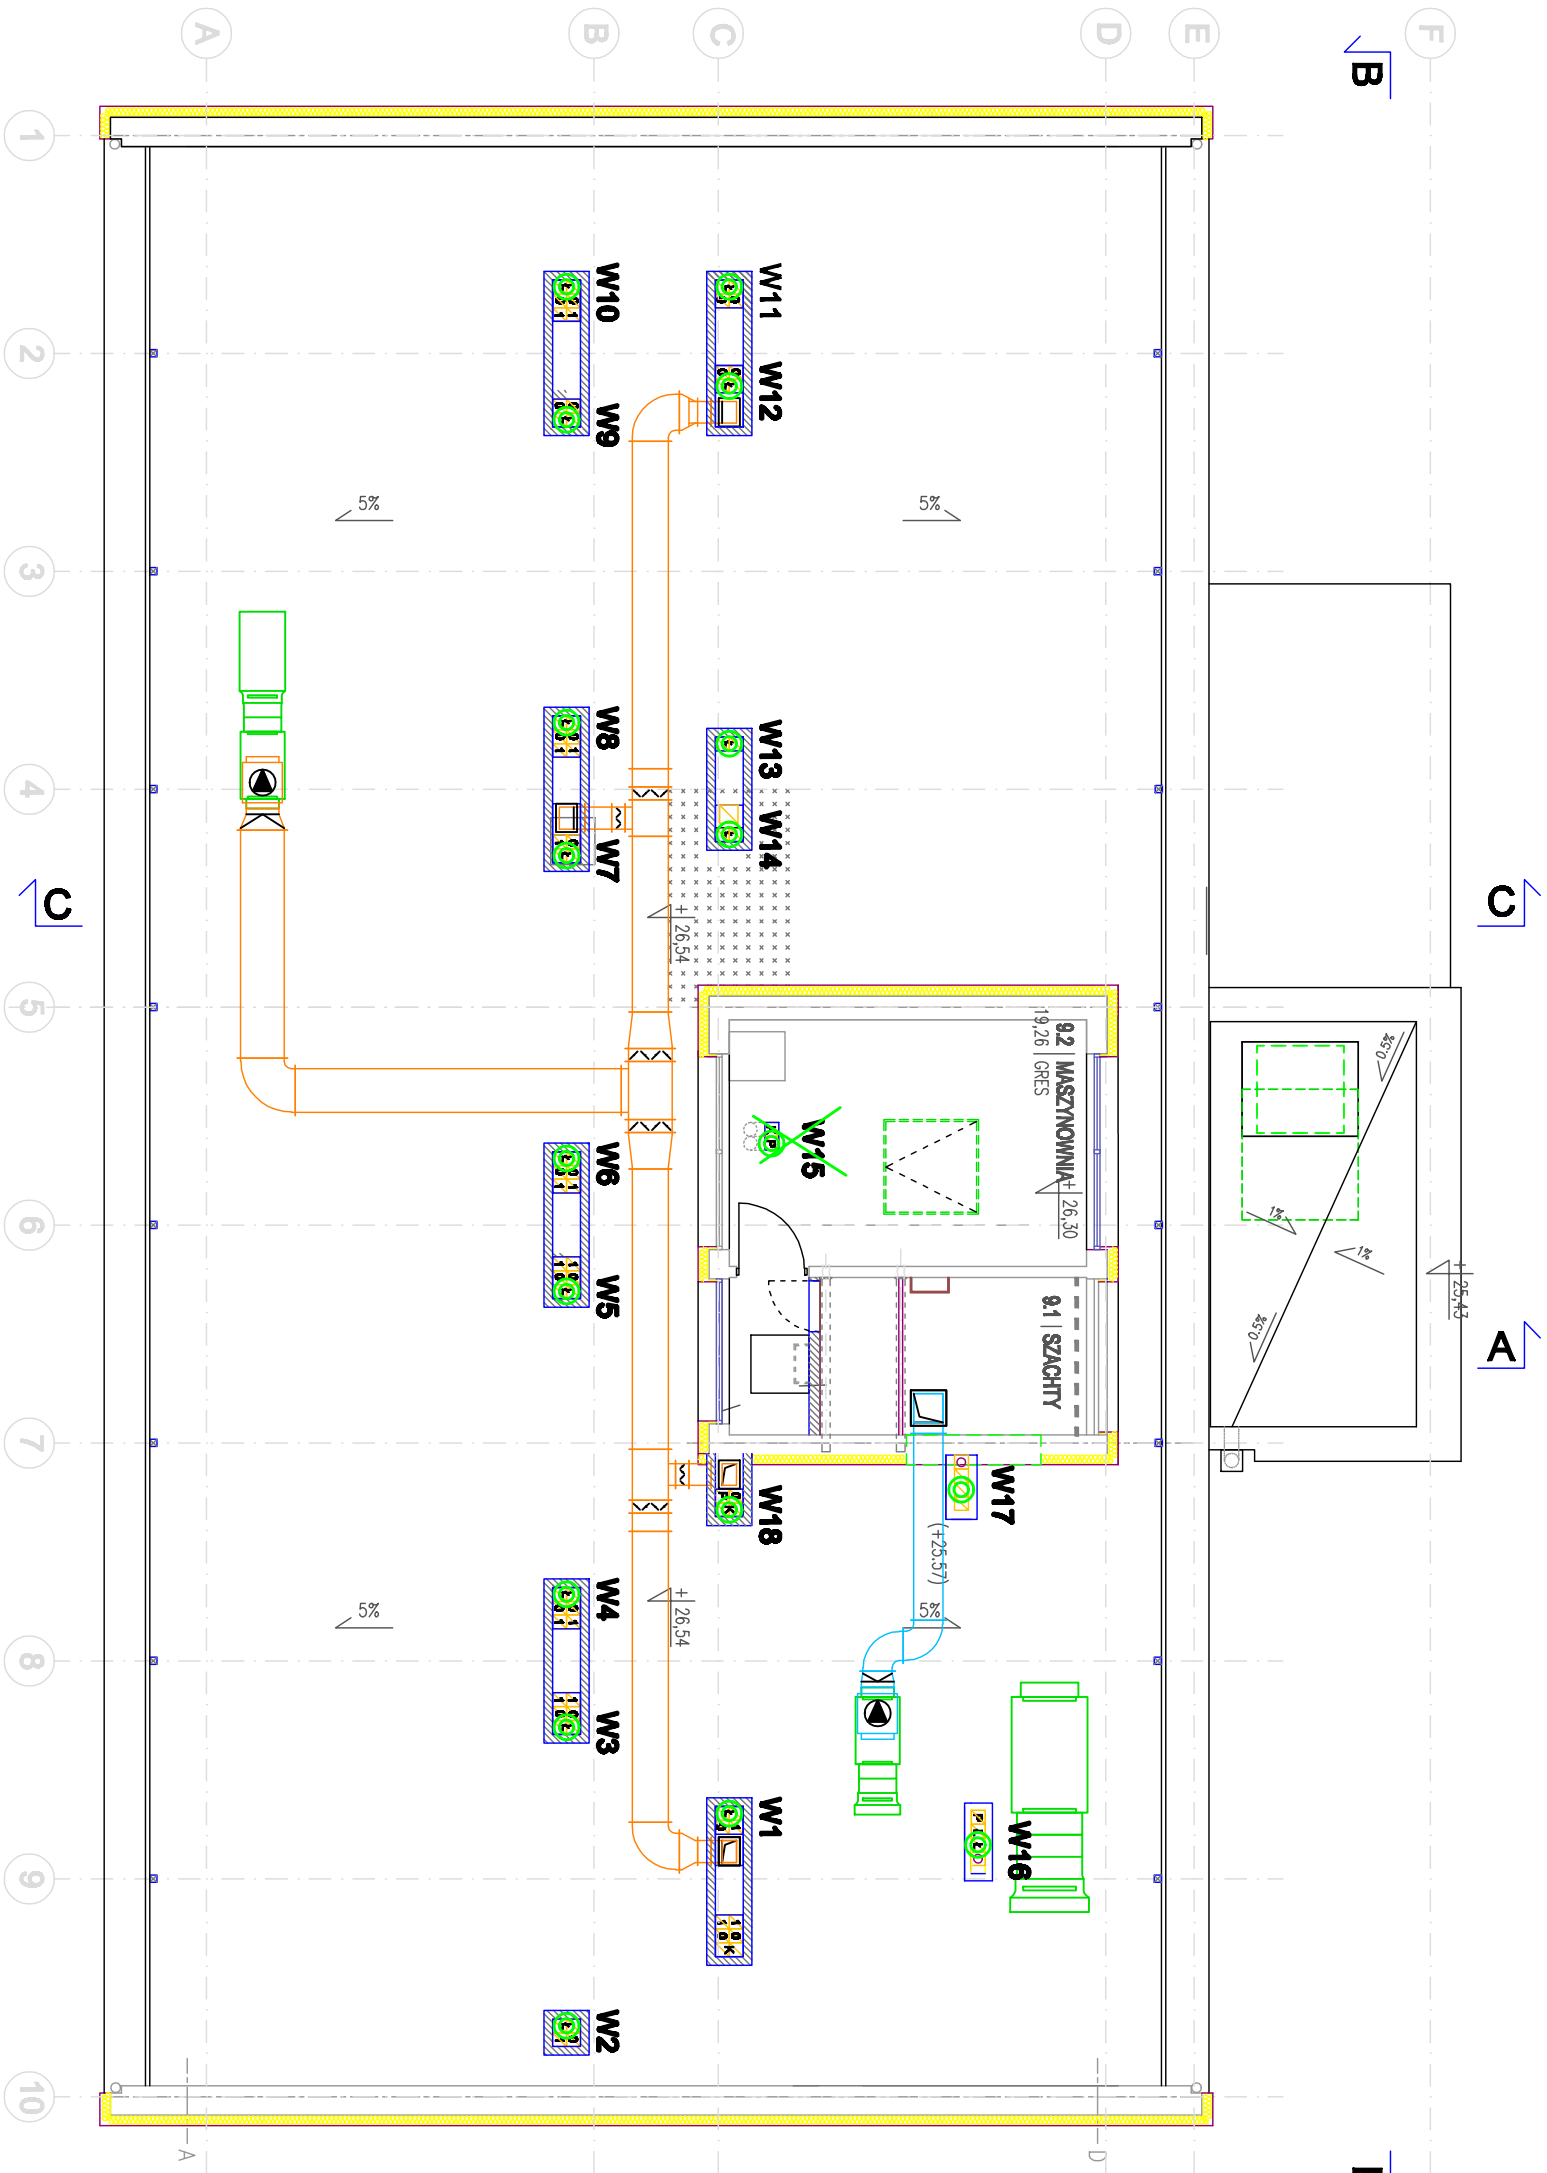 A
B
C
D
E
F
B
1
2
3
4
5
6
7
8
9
10
W10
W11
W12
W9
5%
5%
W8
W13
W14
W7
C
C
+ 26,54
9.2 | MASZYNOWNIA
19,26 | GRES
+ 26,30
W15
0.5%
1%
1%
0.5%
+ 25,43
A
W6
W5
9.1 | SZACHTY
W17
W18
(+25.57)
W4
5%
+ 26,54
5%
W3
W1
W16
W2
A
D